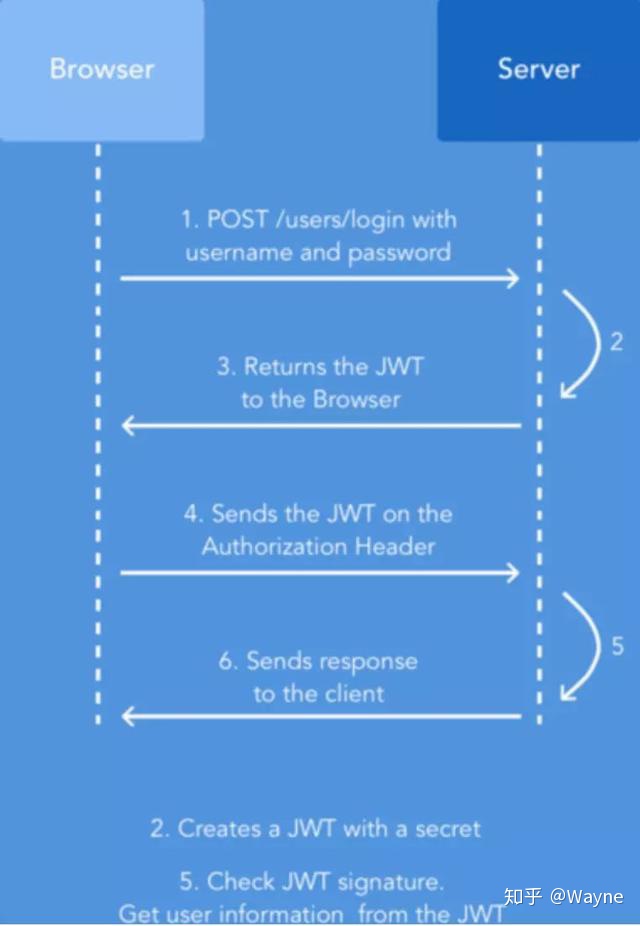 Browser
Server
1. POST /users/login with
username and password
2
3. Returns the JWT
to the Browser
4. Sends the JWT on the
Authorization Header
5
6. Sends response
to the client
2. Creates a JWT with a secret
5. Check JWT signature.
Get user information from the JWT
知乎 @Wayne